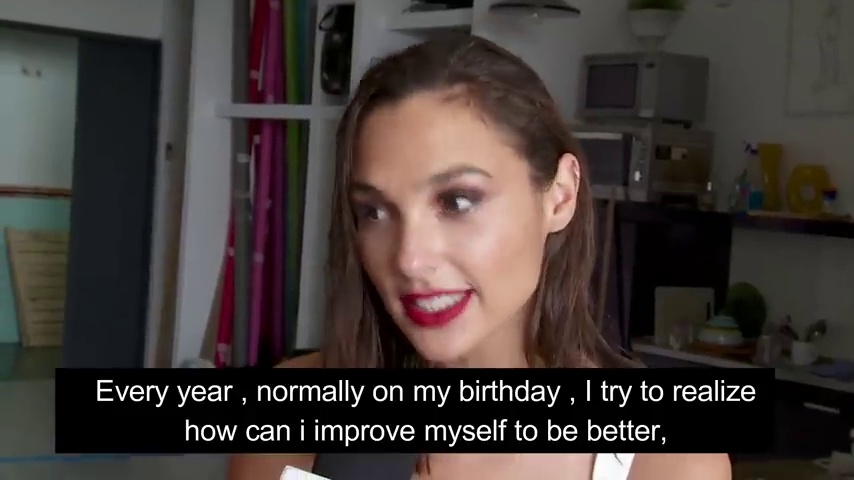 Every year , normally on my birthday , I try to realize
how can i improve myself to be better,